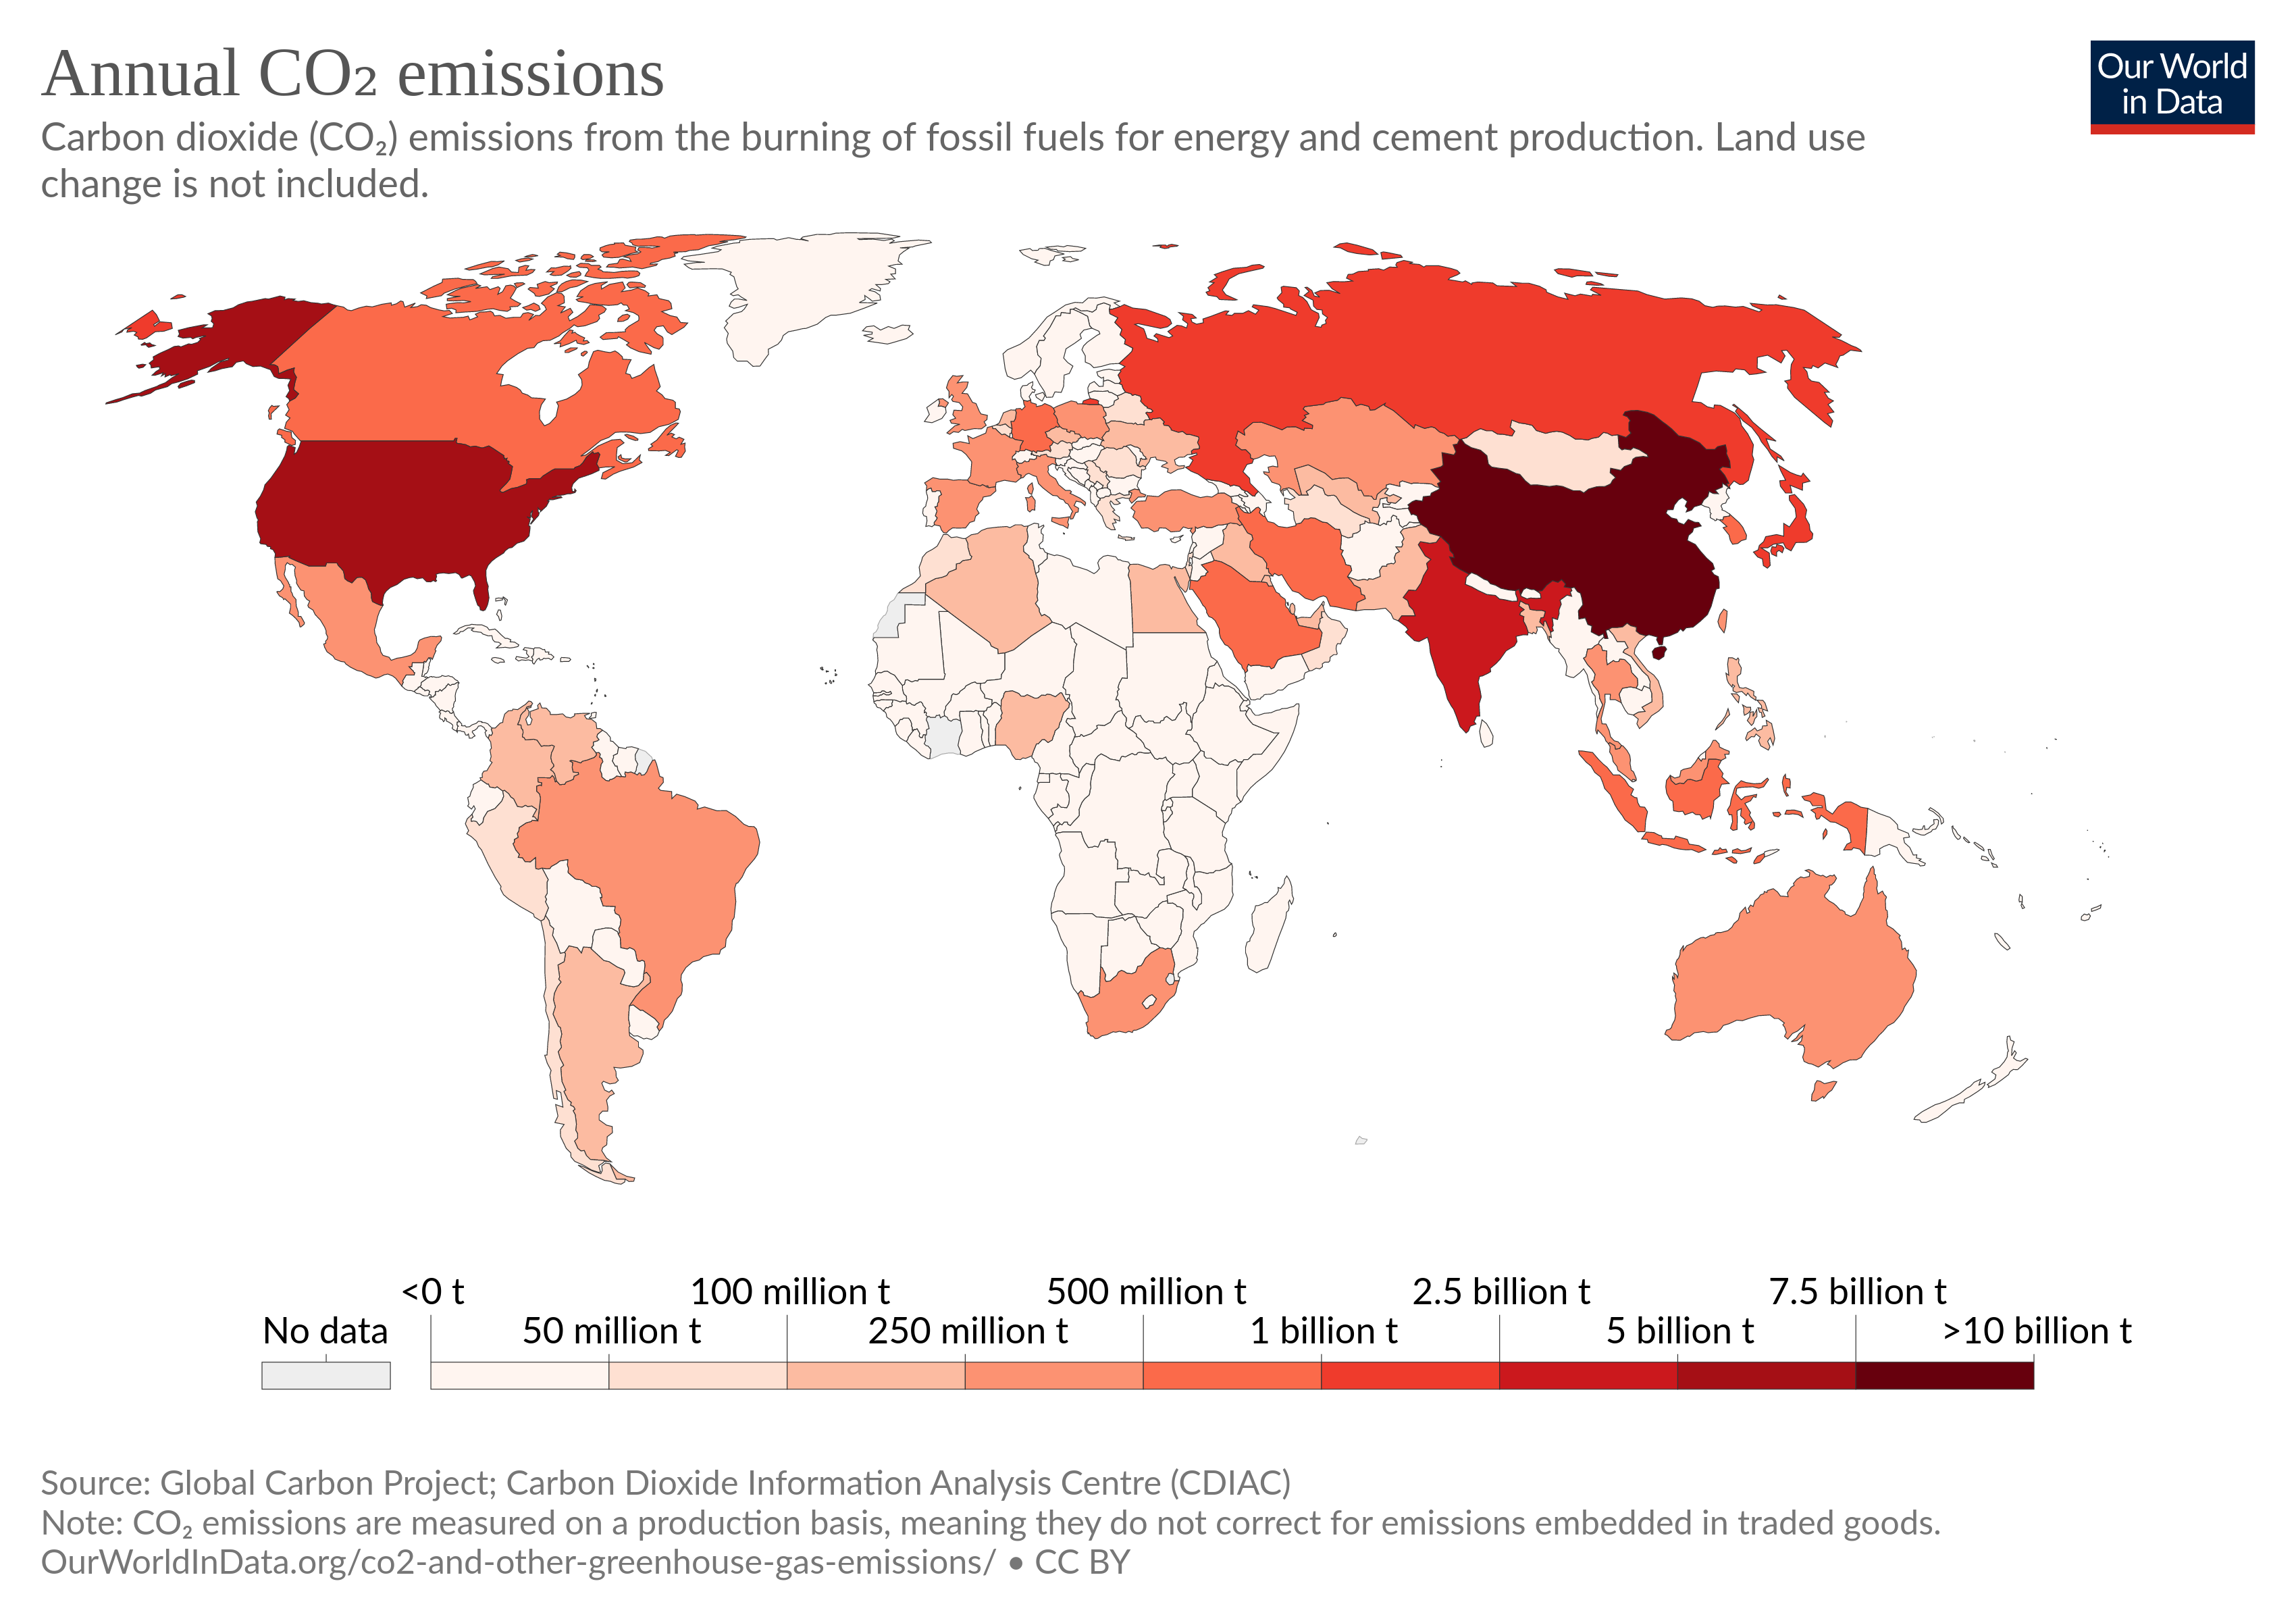 Annual CO₂ emissions
Our World
in Data
Carbon dioxide (CO₂) emissions from the burning of fossil fuels for energy and cement production. Land use
change is not included.
<0 t
100 million t
500 million t
2.5 billion t
7.5 billion t
No data
50 million t
250 million t
1 billion t
5 billion t
>10 billion t
Source: Global Carbon Project; Carbon Dioxide Information Analysis Centre (CDIAC)
Note: CO₂ emissions are measured on a production basis, meaning they do not correct for emissions embedded in traded goods.
OurWorldInData.org/co2-and-other-greenhouse-gas-emissions/ • CC BY